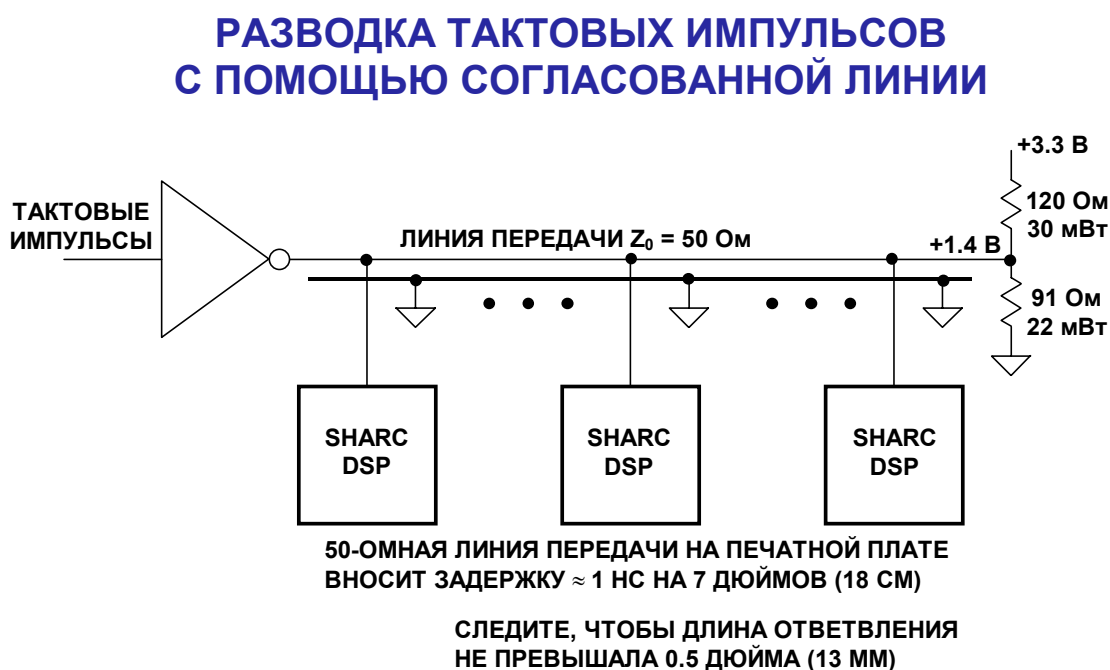 РАЗВОДКА ТАКТОВЫХ ИМПУЛЬСОВ
С ПОМОЩЬЮ СОГЛАСОВАННОЙ ЛИНИИ
+3.3 В
ТАКТОВЫЕ
ИМПУЛЬСЫ
120 Ом
30 мВт
ЛИНИЯ ПЕРЕДАЧИ Z₀ = 50 Ом
+1.4 В
91 Ом
22 мВт
SHARC
DSP
SHARC
DSP
SHARC
DSP
50-ОМНАЯ ЛИНИЯ ПЕРЕДАЧИ НА ПЕЧАТНОЙ ПЛАТЕ
ВНОСИТ ЗАДЕРЖКУ ≈ 1 НС НА 7 ДЮЙМОВ (18 СМ)
СЛЕДИТЕ, ЧТОБЫ ДЛИНА ОТВЕТВЛЕНИЯ
НЕ ПРЕВЫШАЛА 0.5 ДЮЙМА (13 ММ)